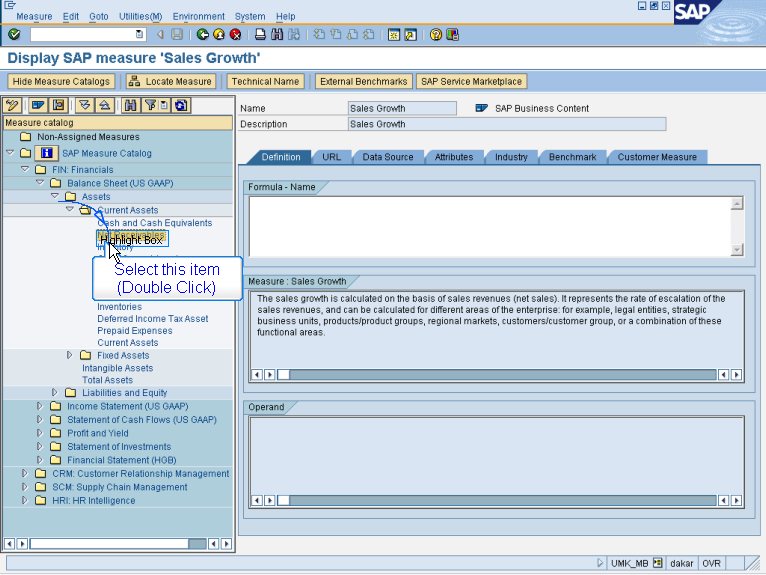 Measure Edit Goto Utilities(M) Environment System Help
SAP
Display SAP measure 'Sales Growth'
Hide Measure Catalogs Locate Measure Technical Name External Benchmarks SAP Service Marketplace
Measure catalog
Non-Assigned Measures
SAP Measure Catalog
FIN: Financials
Balance Sheet (US GAAP)
Assets
Current Assets
Cash and Cash Equivalents
Net Receivables
Highlight Box
Inventory
Select this item
(Double Click)
Inventories
Deferred Income Tax Asset
Prepaid Expenses
Current Assets
Fixed Assets
Intangible Assets
Total Assets
Liabilities and Equity
Income Statement (US GAAP)
Statement of Cash Flows (US GAAP)
Profit and Yield
Statement of Investments
Financial Statement (HGB)
CRM: Customer Relationship Management
SCM: Supply Chain Management
HRI: HR Intelligence
Name Sales Growth SAP Business Content
Description Sales Growth
Definition URL Data Source Attributes Industry Benchmark Customer Measure
Formula - Name
Measure : Sales Growth
The sales growth is calculated on the basis of sales revenues (net sales). It represents the rate of escalation of the
sales revenues, and can be calculated for different areas of the enterprise: for example, legal entities, strategic
business units, products/product groups, regional markets, customers/customer group, or a combination of these
functional areas.
Operand
UMK_MB dakar OVR